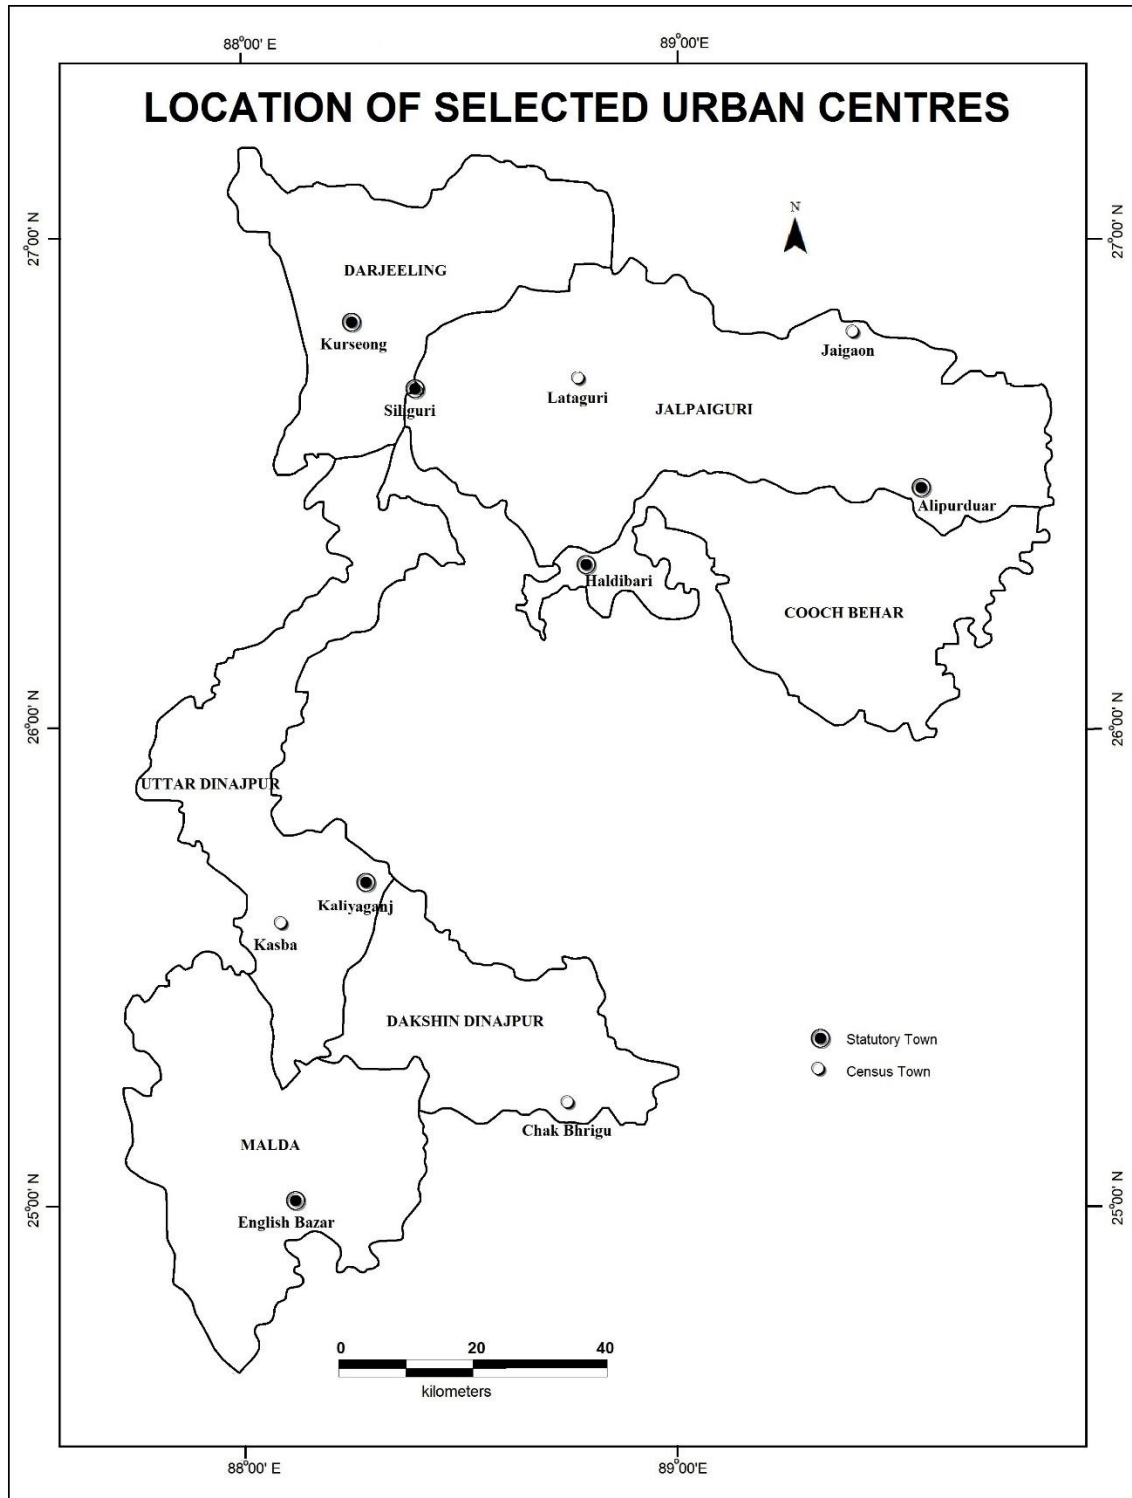 88°00' E
89°00'E
LOCATION OF SELECTED URBAN CENTRES
N
27°00' N
27°00' N
DARJEELING
Kurseong
Jaigaon
Siliguri
Lataguri
JALPAIGURI
Alipurduar
Haldibari
COOCH BEHAR
26°00' N
26°00' N
UTTAR DINAJPUR
Kaliyaganj
Kasba
DAKSHIN DINAJPUR
Statutory Town
Census Town
Chak Bhrigu
MALDA
25°00' N
25°00' N
English Bazar
0 20 40
kilometers
88°00' E
89°00' E